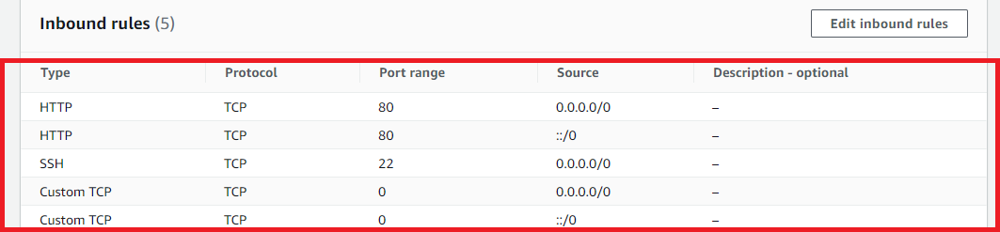 Inbound rules (5) Edit inbound rules
Type Protocol Port range Source Description - optional
HTTP TCP 80 0.0.0.0/0 –
HTTP TCP 80 ::/0 –
SSH TCP 22 0.0.0.0/0 –
Custom TCP TCP 0 0.0.0.0/0 –
Custom TCP TCP 0 ::/0 –